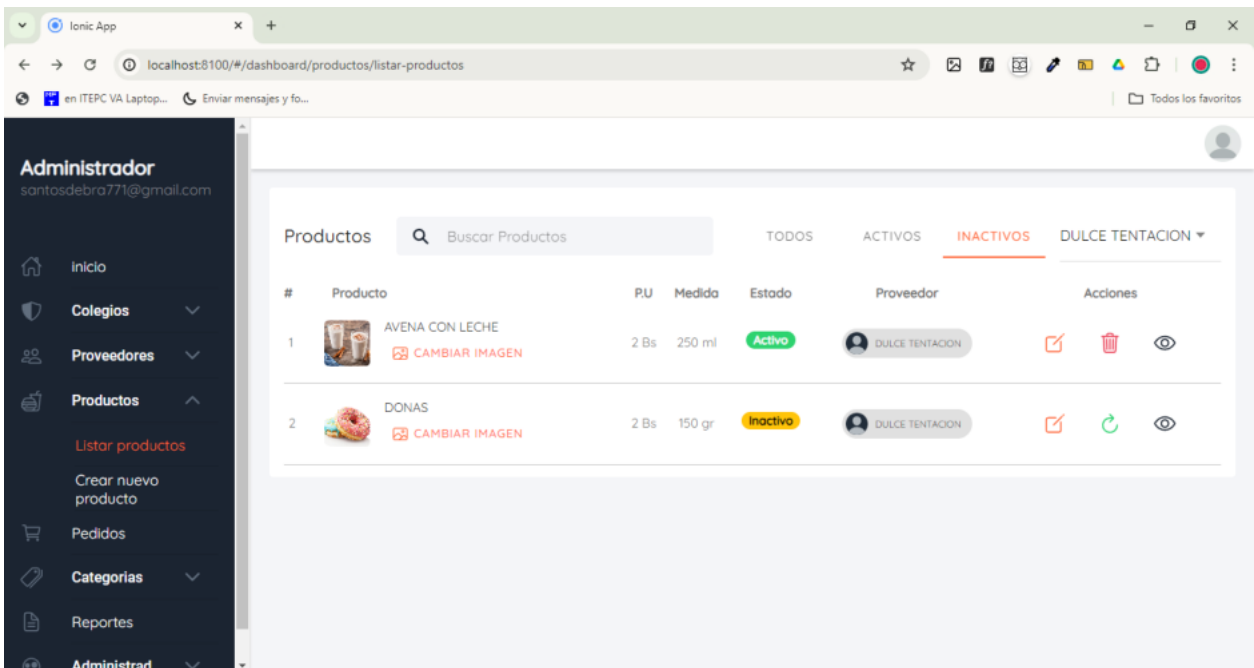 Ionic App
localhost:8100/#/dashboard/productos/listar-productos
en ITEPC VA Laptop... Enviar mensajes y fo... Todos los favoritos
Administrador
santosdebra771@gmail.com
inicio
Colegios
Proveedores
Productos
Listar productos
Crear nuevo
producto
Pedidos
Categorias
Reportes
Administrad
Productos Buscar Productos TODOS ACTIVOS INACTIVOS DULCE TENTACION
# Producto P.U Medida Estado Proveedor Acciones
1 AVENA CON LECHE 2 Bs 250 ml Activo DULCE TENTACION
CAMBIAR IMAGEN
2 DONAS 2 Bs 150 gr Inactivo DULCE TENTACION
CAMBIAR IMAGEN